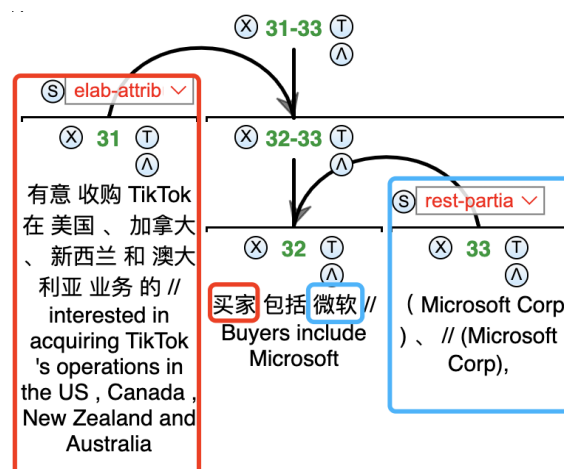 X 31-33 T
Λ
S elab-attrib
X 31 T
Λ
有意 收购 TikTok
在 美国 、 加拿大
、 新西兰 和 澳大
利亚 业务 的 //
interested in
acquiring TikTok
's operations in
the US , Canada ,
New Zealand and
Australia
X 32-33 T
Λ
X 32 T
Λ
买家 包括 微软 //
Buyers include
Microsoft
S rest-partia
X 33 T
Λ
( Microsoft Corp
) 、 // (Microsoft
Corp),